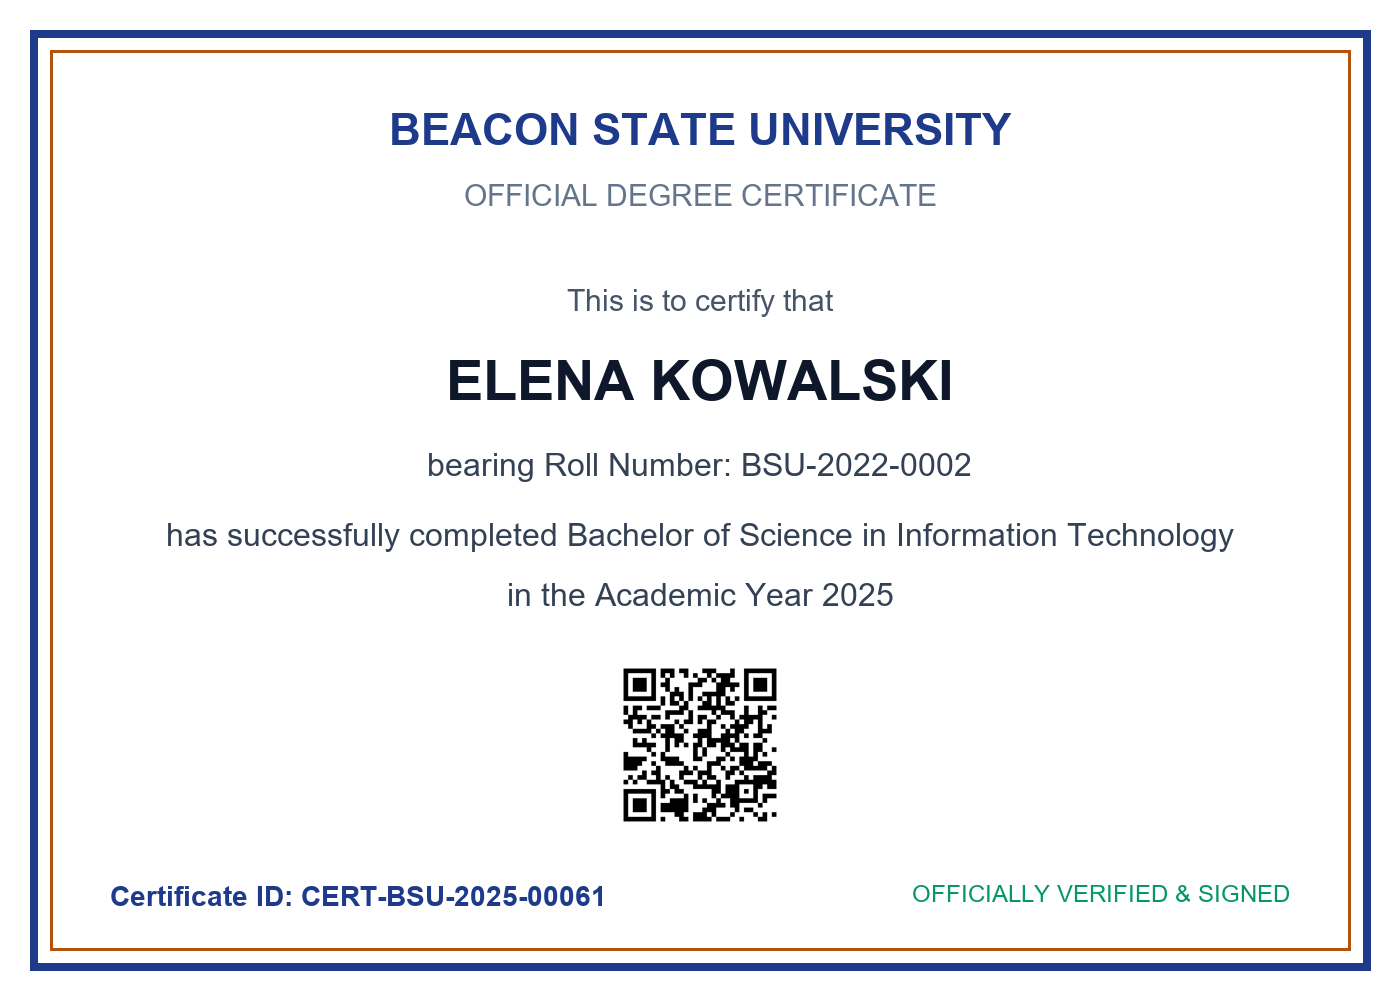 BEACON STATE UNIVERSITY
OFFICIAL DEGREE CERTIFICATE
This is to certify that
ELENA KOWALSKI
bearing Roll Number: BSU-2022-0002
has successfully completed Bachelor of Science in Information Technology
in the Academic Year 2025
Certificate ID: CERT-BSU-2025-00061
OFFICIALLY VERIFIED & SIGNED